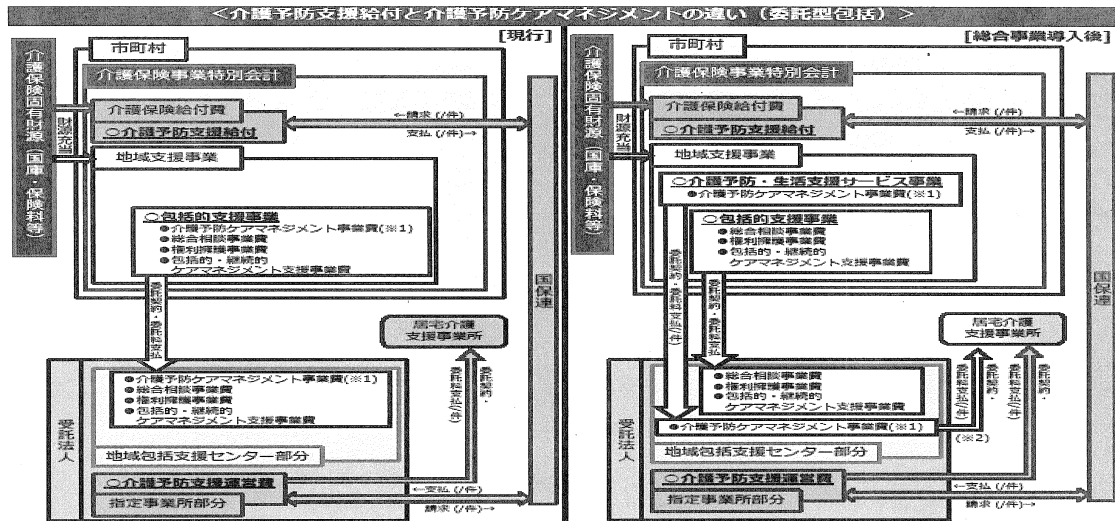 ＜介護予防支援給付と介護予防ケアマネジメントの違い（委託型包括）＞
[現行]
市町村
介護保険事業特別会計
介護保険固有財源（国庫・保険料等）
財源充当
介護保険給付費
○介護予防支援給付
←請求（/件）
支払（/件）→
地域支援事業
○包括的支援事業
●介護予防ケアマネジメント事業費(※1)
●総合相談事業費
●権利擁護事業費
●包括的・継続的
ケアマネジメント支援事業費
国保連
委託契約・委託料支払
居宅介護
支援事業所
委託契約・
委託料支払(/件)
受託法人
●介護予防ケアマネジメント事業費(※1)
●総合相談事業費
●権利擁護事業費
●包括的・継続的
ケアマネジメント支援事業費
地域包括支援センター部分
○介護予防支援運営費
指定事業所部分
←支払（/件）
請求（/件）→
[総合事業導入後]
市町村
介護保険事業特別会計
介護保険固有財源（国庫・保険料等）
財源充当
介護保険給付費
○介護予防支援給付
←請求（/件）
支払（/件）→
地域支援事業
○介護予防・生活支援サービス事業
●介護予防ケアマネジメント費(※1)
○包括的支援事業
●総合相談事業費
●権利擁護事業費
●包括的・継続的
ケアマネジメント支援事業費
国保連
委託契約・委託料支払(/件)
委託契約・委託料支払
居宅介護
支援事業所
委託契約・
委託料支払(/件)
(※2)
委託契約・
委託料支払(/件)
受託法人
●総合相談事業費
●権利擁護事業費
●包括的・継続的
ケアマネジメント支援事業費
●介護予防ケアマネジメント事業費(※1)
地域包括支援センター部分
○介護予防支援運営費
指定事業所部分
←支払（/件）
請求（/件）→